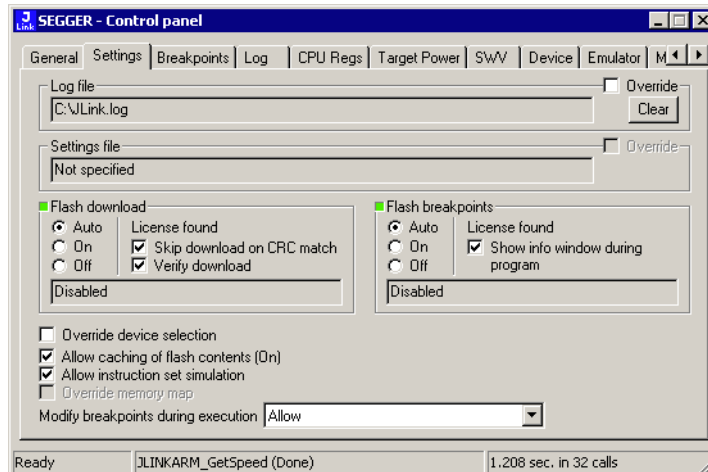 J
Link
SEGGER - Control panel
General Settings Breakpoints Log CPU Regs Target Power SWV Device Emulator M
Log file
Override
C:\JLink.log
Clear
Settings file
Override
Not specified
Flash download
Auto
On
Off
License found
Skip download on CRC match
Verify download
Disabled
Flash breakpoints
Auto
On
Off
License found
Show info window during
program
Disabled
Override device selection
Allow caching of flash contents (On)
Allow instruction set simulation
Override memory map
Modify breakpoints during execution Allow
Ready JLINKARM_GetSpeed (Done) 1.208 sec. in 32 calls